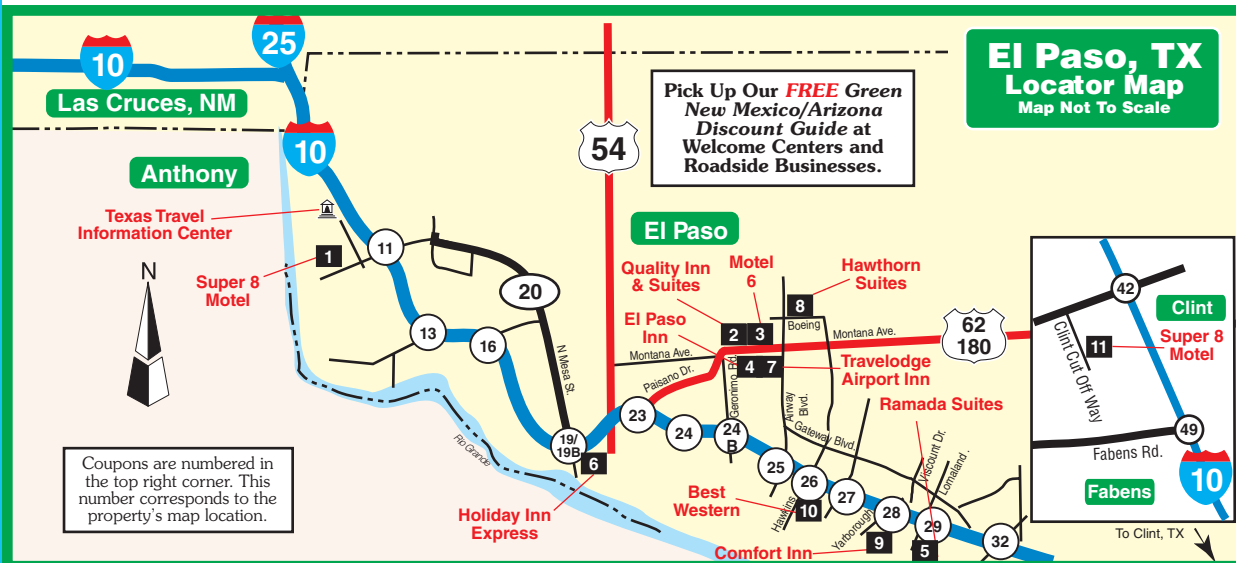 10
25
Las Cruces, NM
El Paso, TX
Locator Map
Map Not To Scale
Pick Up Our FREE Green
New Mexico/Arizona
Discount Guide at
Welcome Centers and
Roadside Businesses.
54
10
Anthony
Texas Travel
Information Center
1
Super 8
Motel
N
11
20
13
16
N Mesa St.
El Paso
Quality Inn
& Suites
Motel
6
Hawthorn
Suites
8
Boeing
2
3
El Paso
Inn
Montana Ave.
62
180
Montana Ave.
4
7
Travelodge
Airport Inn
Paisano Dr.
Geronimo Rd.
Airway
Blvd.
Ramada Suites
23
24
24
B
Gateway Blvd.
Viscount Dr.
Lomaland .
19/
19B
6
25
26
27
28
29
32
Rio Grande
Holiday Inn
Express
Best
Western
Hawkins
10
Yarborough
9
5
Comfort Inn
Coupons are numbered in
the top right corner. This
number corresponds to the
property's map location.
42
Clint
Super 8
Motel
11
Clint Cut Off Way
49
Fabens Rd.
10
Fabens
To Clint, TX